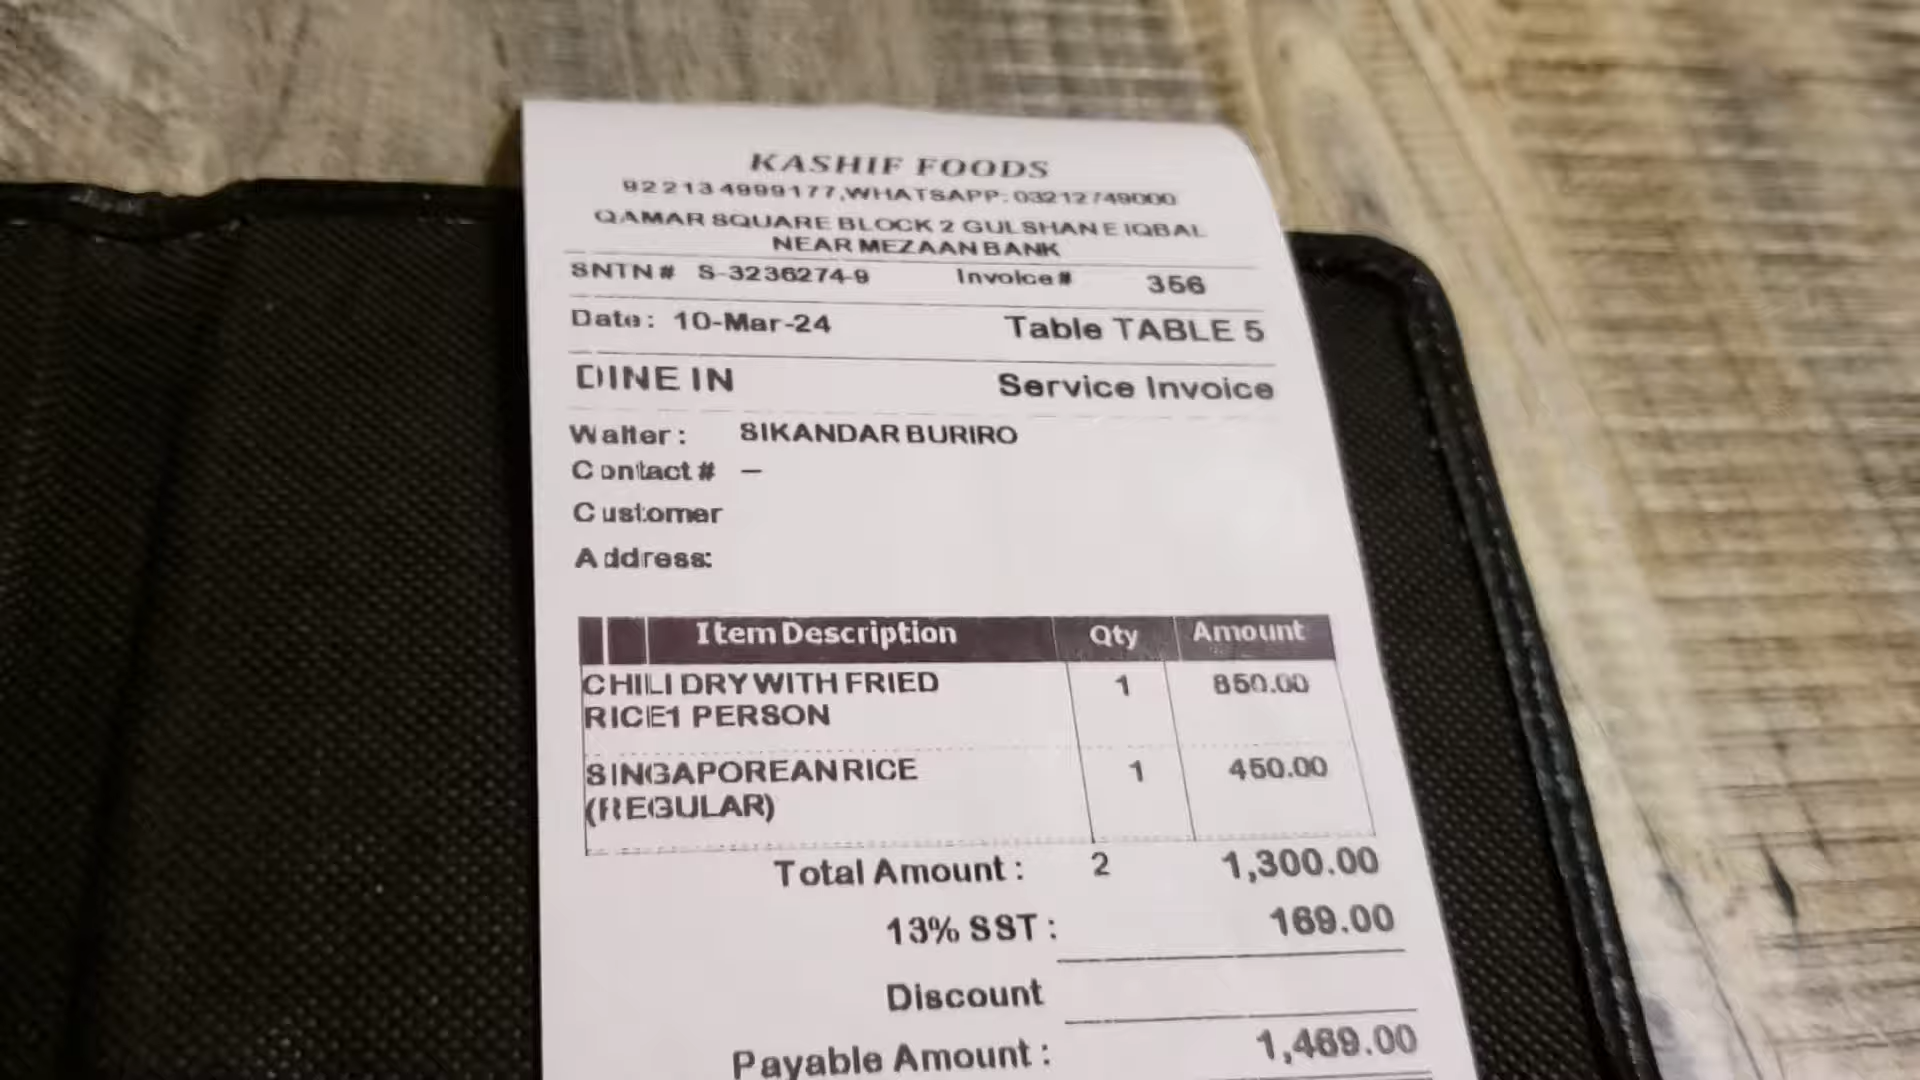 KASHIF FOODS
92 213 4999177,WHATSAPP: 03212749000
QAMAR SQUARE BLOCK 2 GULSHAN E IQBAL
NEAR MEZAAN BANK
SNTN # S-3236274-9 Invoice # 356
Date: 10-Mar-24 Table TABLE 5
DINE IN Service Invoice
Waiter: SIKANDAR BURIRO
Contact # –
Customer
Address:
Item Description Qty Amount
CHILLI DRY WITH FRIED 1 850.00
RICE1 PERSON
SINGAPOREAN RICE 1 450.00
(REGULAR)
Total Amount : 2 1,300.00
13% SST : 169.00
Discount
Payable Amount : 1,469.00